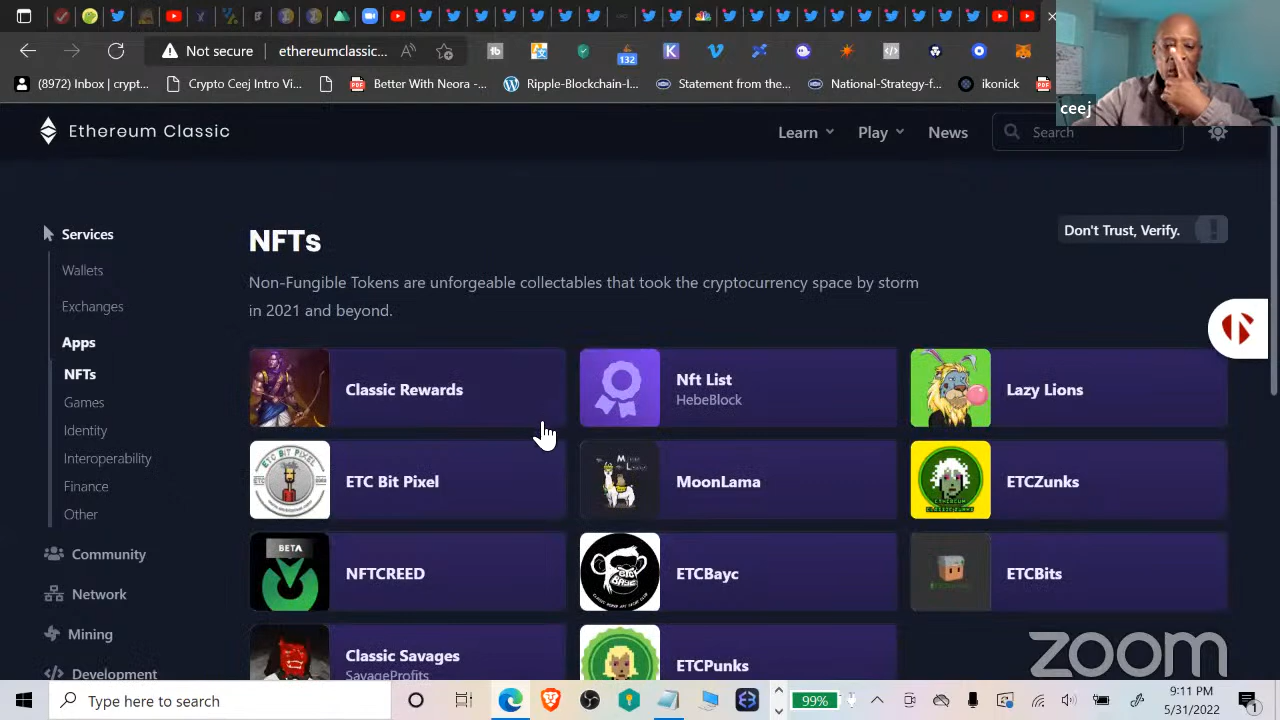 Not secure
ethereumclassic...
132
(8972) Inbox | crypt...
Crypto Ceej Intro Vi...
Better With Neon-...
Ripple-Blockchain-I...
Statement from the...
National-Strategy-f...
ikonick
ceej
Ethereum Classic
Learn
Play
News
Search
Services
Wallets
Exchanges
Apps
NFTs
Games
Identity
Interoperability
Finance
Other
Community
Network
Mining
Development
NFTs
Don't Trust, Verify.
Non-Fungible Tokens are unforgeable collectables that took the cryptocurrency space by storm
in 2021 and beyond.
Classic Rewards
Nft List
HebeBlock
Lazy Lions
ETC Bit Pixel
MoonLama
ETCZunks
BETA
NFTCREED
ETCBayc
ETCBits
Classic Savages
SavageProfits
ETCPunks
zoom
Type here to search
99%
9:11 PM
5/31/2022
1